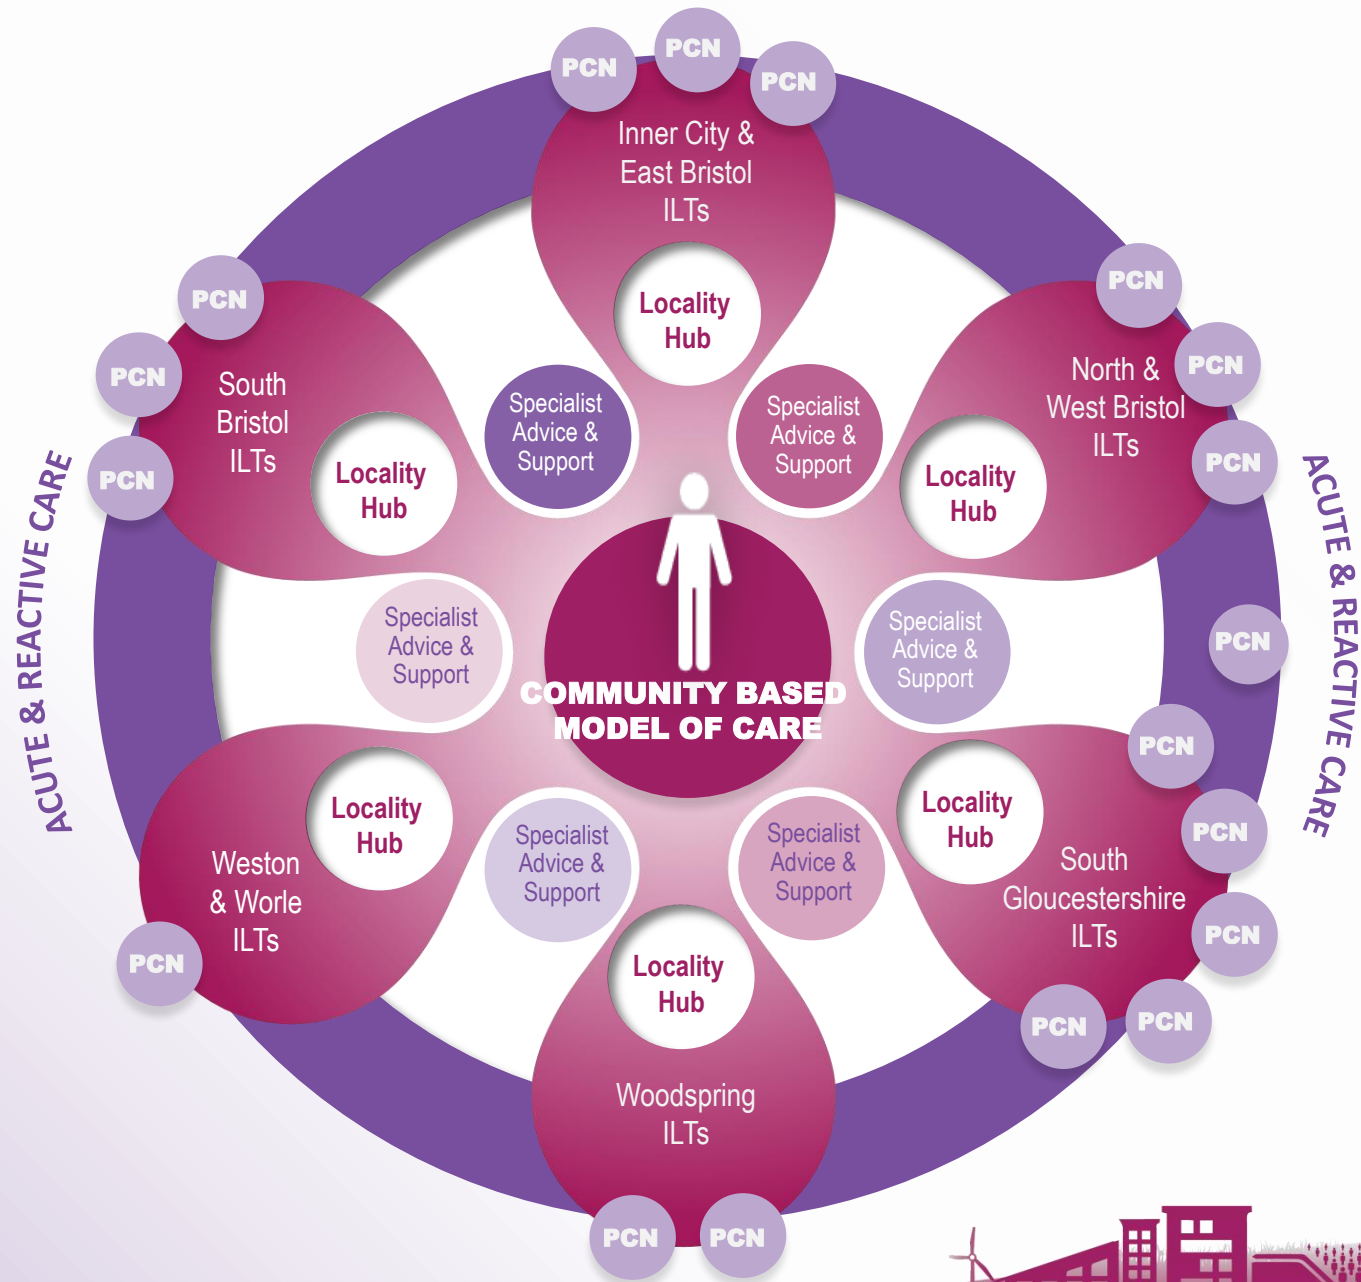 PCN
PCN
PCN
Inner City &
East Bristol
ILTs
Locality
Hub
PCN
PCN
PCN
South
Bristol
ILTs
Locality
Hub
PCN
PCN
PCN
North &
West Bristol
ILTs
Locality
Hub
Specialist
Advice &
Support
Specialist
Advice &
Support
ACUTE & REACTIVE CARE
ACUTE & REACTIVE CARE
Specialist
Advice &
Support
Specialist
Advice &
Support
PCN
COMMUNITY BASED
MODEL OF CARE
Locality
Hub
Weston
& Worle
ILTs
PCN
Specialist
Advice &
Support
Specialist
Advice &
Support
Locality
Hub
South
Gloucestershire
ILTs
PCN
PCN
PCN
PCN
PCN
Locality
Hub
Woodspring
ILTs
PCN
PCN